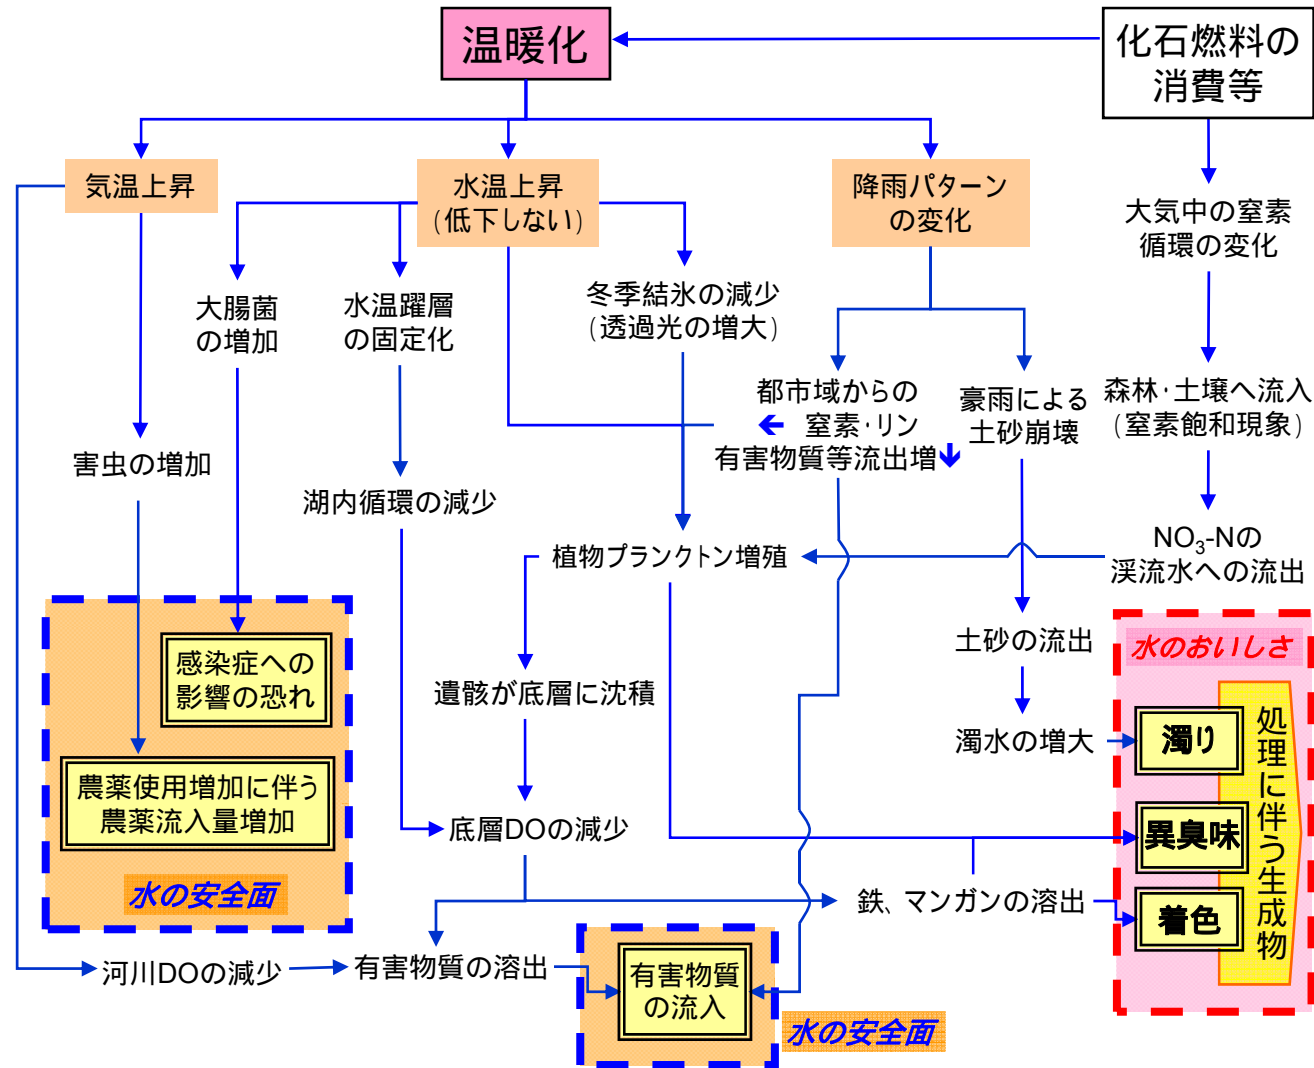 温暖化
化石燃料の
消費等
気温上昇
水温上昇
(低下しない)
降雨パターン
の変化
大気中の窒素
循環の変化
大腸菌
の増加
水温躍層
の固定化
冬季結氷の減少
(透過光の増大)
都市域からの
窒素・リン
有害物質等流出増
豪雨による
土砂崩壊
森林・土壌へ流入
(窒素飽和現象)
害虫の増加
湖内循環の減少
植物プランクトン増殖
NO₃-Nの
渓流水への流出
感染症への
影響の恐れ
遺骸が底層に沈積
土砂の流出
水のおいしさ
濁水の増大
濁り
処理に伴う生成物
農薬使用増加に伴う
農薬流入量増加
底層DOの減少
異臭味
水の安全面
鉄、マンガンの溶出
着色
河川DOの減少
有害物質の溶出
有害物質
の流入
水の安全面